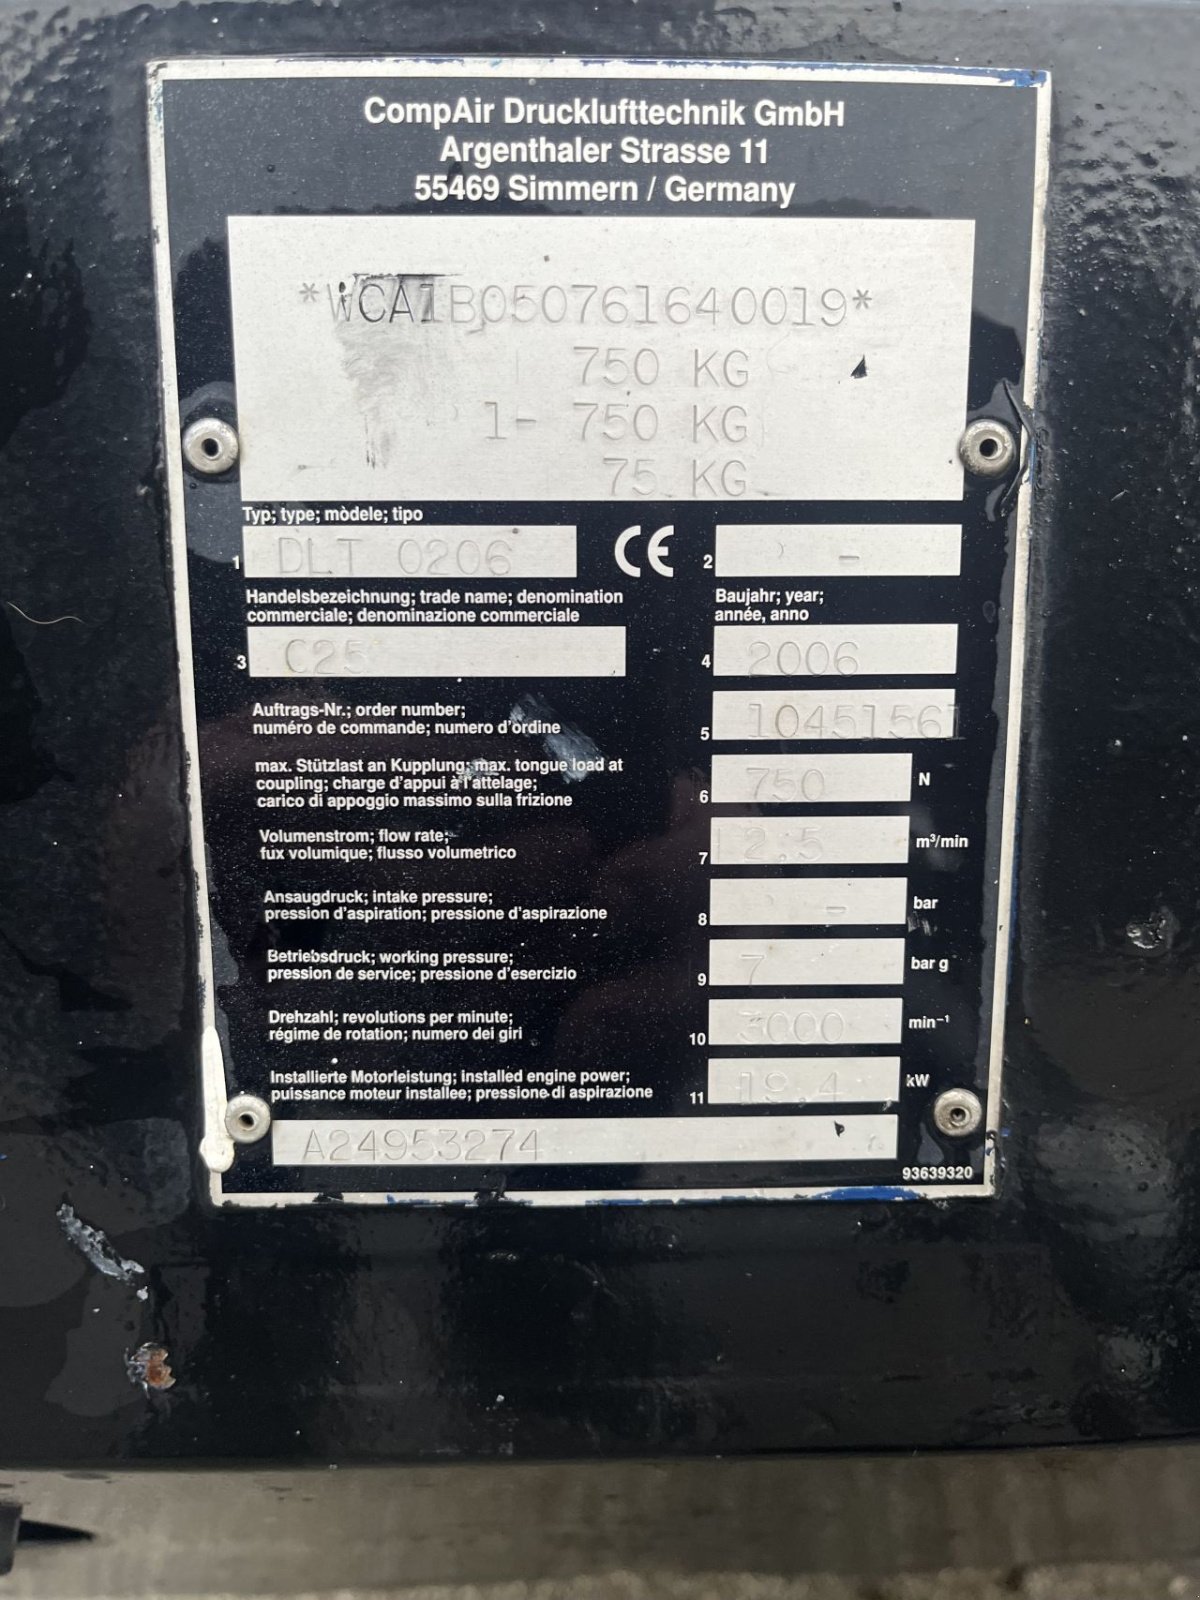 CompAir Drucklufttechnik GmbH
Argenthaler Strasse 11
55469 Simmern / Germany
*WCA1B050761640019*
750 KG
1- 750 KG
75 KG
Typ; type; mòdele; tipo
1 DLT 0206 CE 2 -
Handelsbezeichnung; trade name; denomination
commerciale; denominazione commerciale
Baujahr; year;
année, anno
3 C25 4 2006
Auftrags-Nr.; order number;
numéro de commande; numero d'ordine
5 10451561
max. Stützlast an Kupplung; max. tongue load at
coupling; charge d'appui à l'attelage;
carico di appoggio massimo sulla frizione
6 750 N
Volumenstrom; flow rate;
fux volumique; flusso volumetrico
7 2.5 m³/min
Ansaugdruck; intake pressure;
pression d'aspiration; pressione d'aspirazione
8 - bar
Betriebsdruck; working pressure;
pression de service; pressione d'esercizio
9 7 bar g
Drehzahl; revolutions per minute;
régime de rotation; numero dei giri
10 3000 min⁻¹
Installierte Motorleistung; installed engine power;
puissance moteur installee; pressione di aspirazione
11 19.4 kW
A24953274
93639320